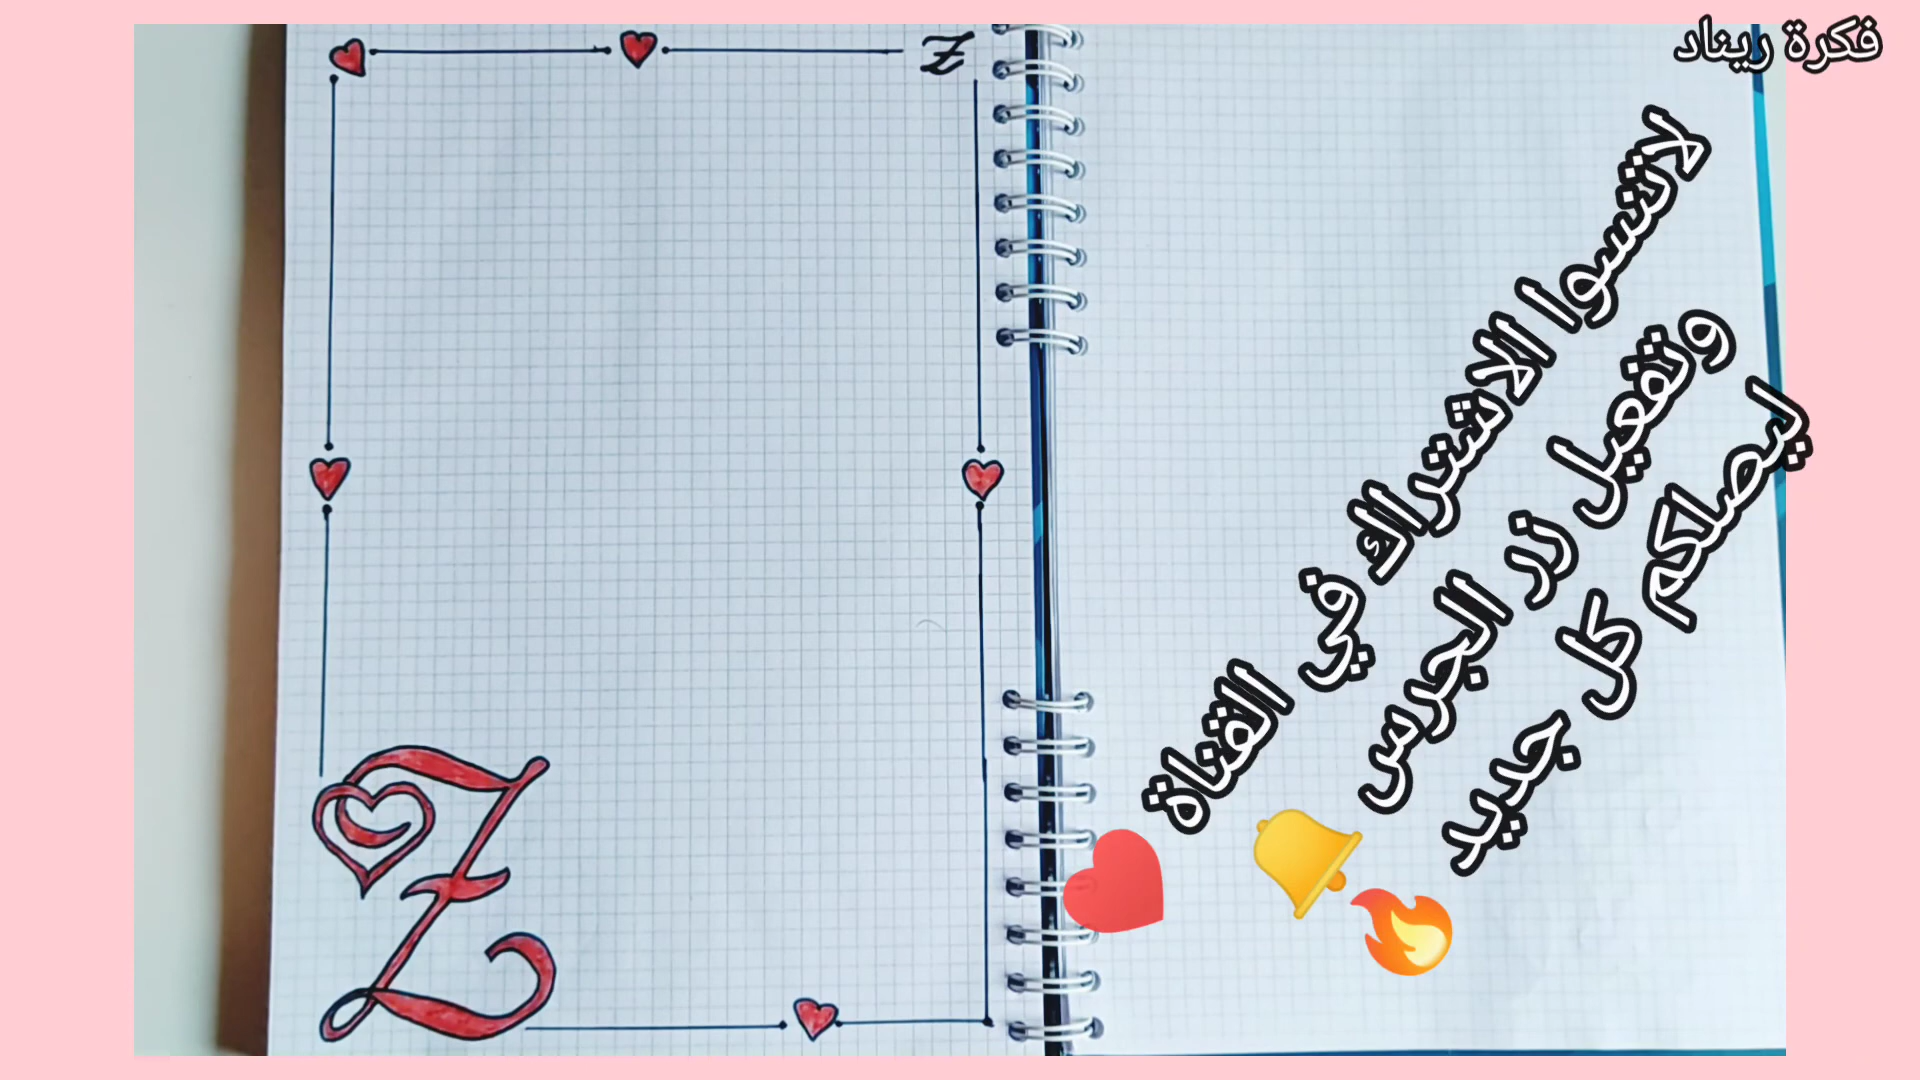 فكرة ريناد
Z
لاتنسوا الاشتراك في القناة
وتفعيل زر الجرس
ليصلكم كل جديد
Z